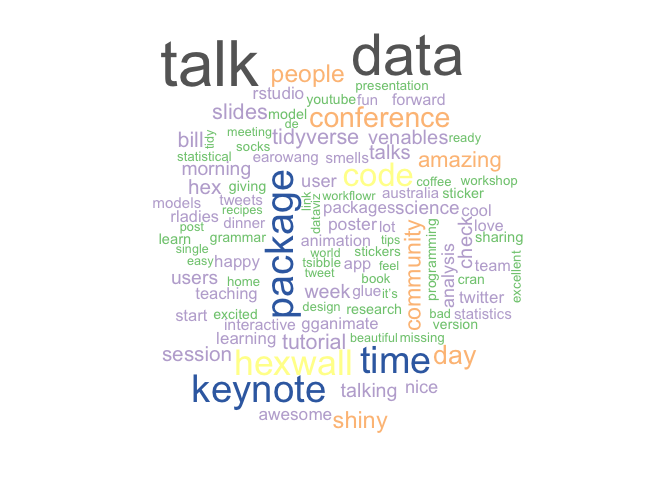 talk data
people
presentation
rstudio
youtube fun forward
slides model
de
conference
bill tidy meeting tidyverse venables ready
socks
statistical earowang smells talks
morning code amazing
hex giving user coffee workshop
models tweets link workflowr australia sticker
rladies recipes package dataviz packages science cool
post dinner poster lot love
learn grammar animation tips community programming analysis check sharing
single world stickers
easy happy tsibble app feel team excellent
users home tweet book cran
teaching week glue it's twitter
start excited design research bad statistics
interactive gganimate version
learning tutorial beautiful missing
session hexwall time day
keynote talking nice
awesome shiny